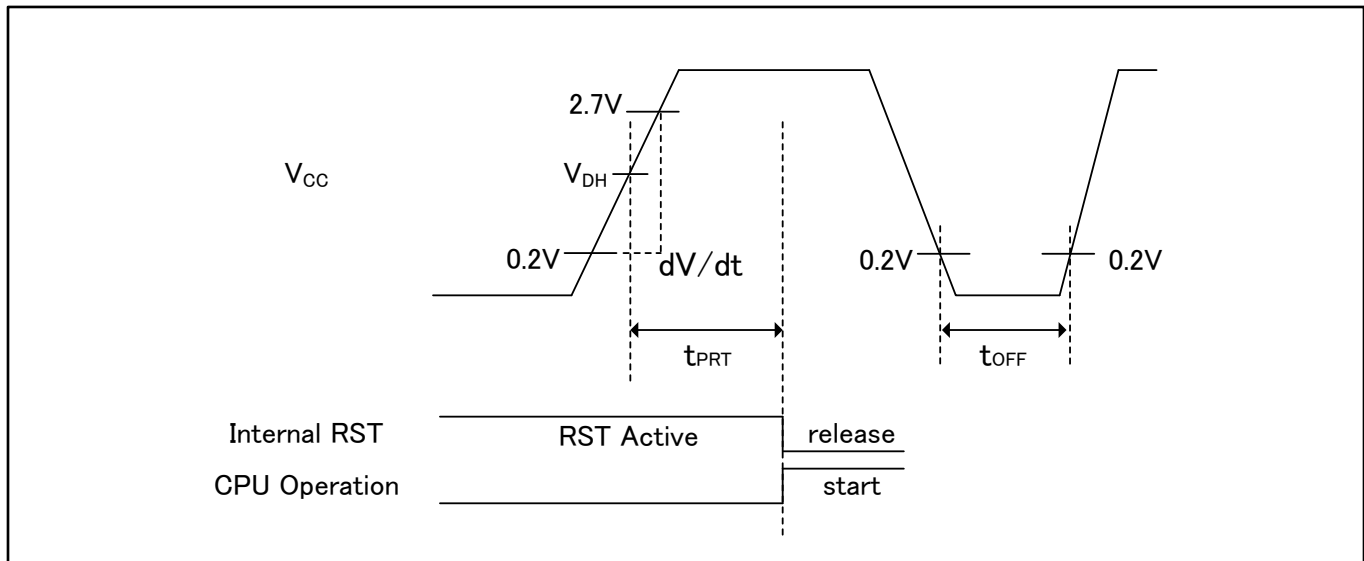 2.7V
VCC
VDH
0.2V
dV/dt
0.2V
0.2V
tPRT
tOFF
Internal RST
RST Active
release
CPU Operation
start